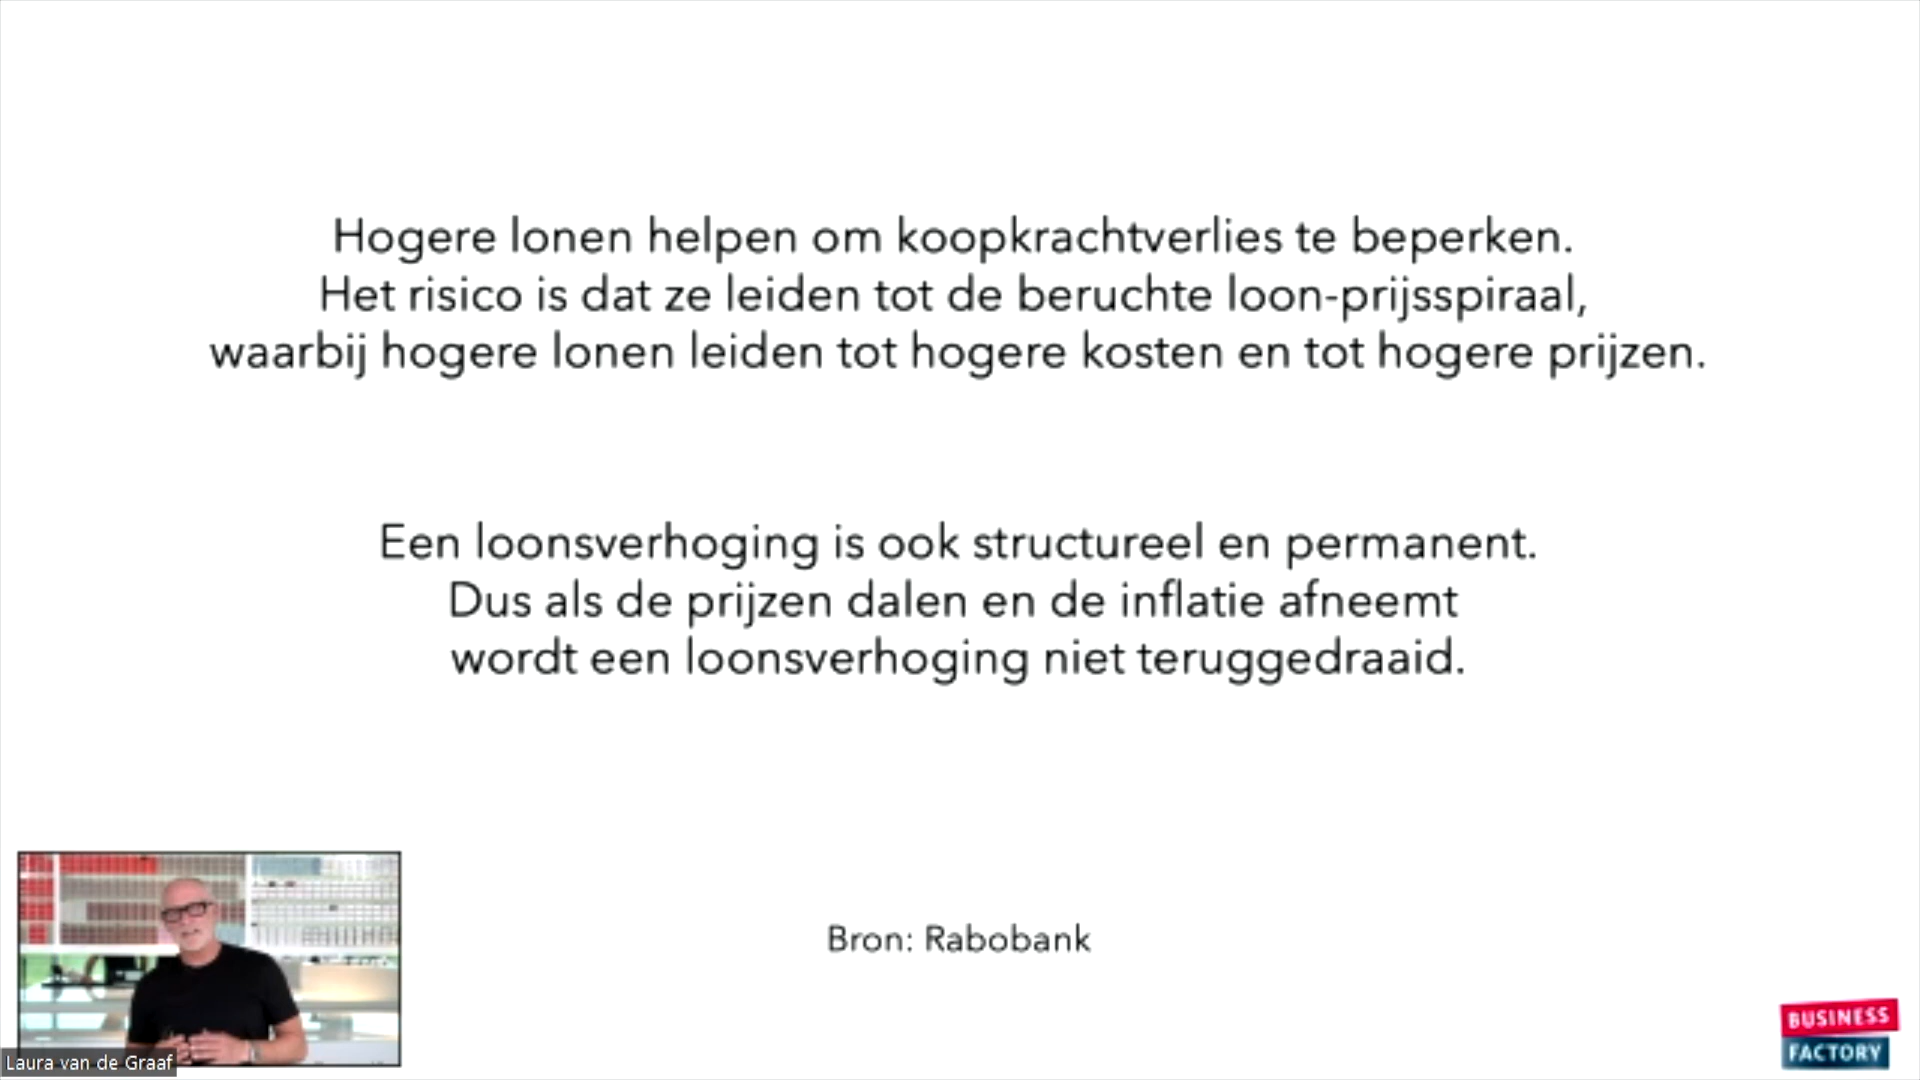 Hogere lonen helpen om koopkrachtverlies te beperken.
Het risico is dat ze leiden tot de beruchte loon-prijsspiraal,
waarbij hogere lonen leiden tot hogere kosten en tot hogere prijzen.
Een loonsverhoging is ook structureel en permanent.
Dus als de prijzen dalen en de inflatie afneemt
wordt een loonsverhoging niet teruggedraaid.
Bron: Rabobank
Laura van de Graaf
BUSINESS
FACTORY